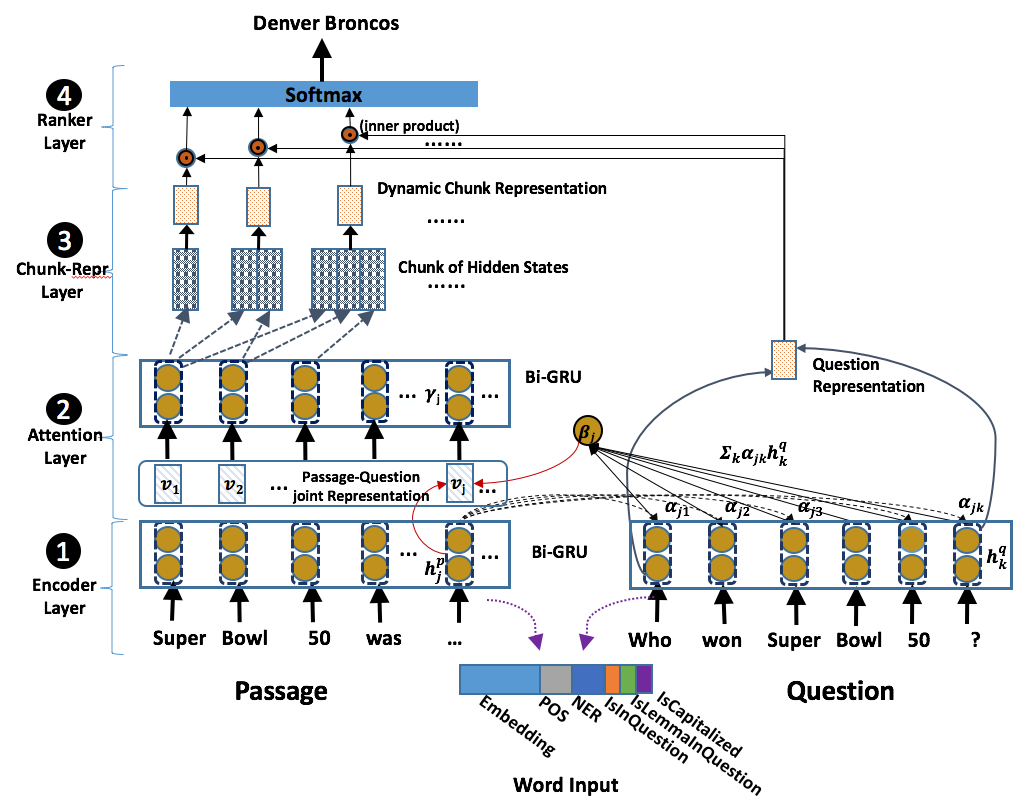 Denver Broncos
4
Ranker
Layer
Softmax
(inner product)
......
Dynamic Chunk Representation
......
3
Chunk-Repr
Layer
Chunk of Hidden States
......
2
Attention
Layer
... γj ...
Bi-GRU
Question
Representation
βj
Σk αjk h^q_k
v1 v2 ... Passage-Question
joint Representation
vj ...
αj1 αj2 αj3 αjk
1
Encoder
Layer
... h^p_j ...
Bi-GRU
h^q_k
Super Bowl 50 was ...
Who won Super Bowl 50 ?
Passage
Question
Embedding
POS
NER
IsInQuestion
IsLemmaInQuestion
IsCapitalized
Word Input